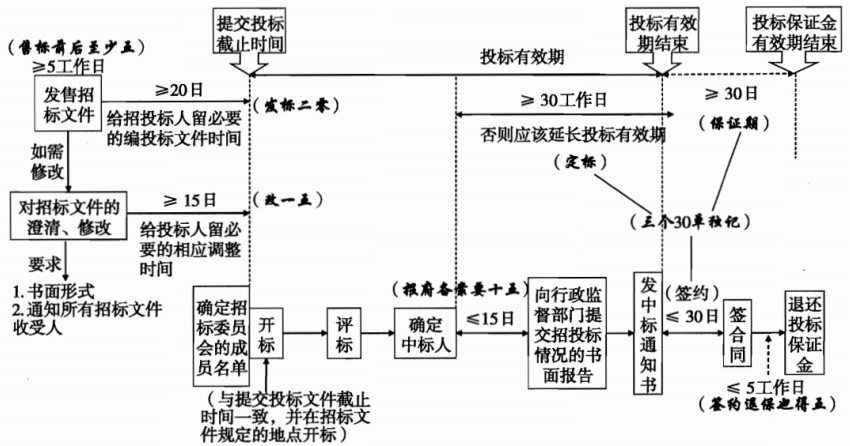 提交投标
截止时间
投标有效
期结束
投标保证金
有效期结束
(售标前后至少五)
≥5工作日
发售招
标文件
≥20日
给招投标人留必要
的编投标文件时间
(发标二零)
投标有效期
≥ 30工作日
否则应该延长投标有效期
(定标)
≥ 30日
(保证期)
如需
修改
对招标文件的
澄清、修改
≥ 15日
给投标人留必
要的相应调整
时间
(改一五)
(三个30单独记)
要求
1. 书面形式
2.通知所有招标文件
收受人
确定招
标委员
会的成
员名单
开
标
评
标
确定
中标人
(报府备案要十五)
≤15日
向行政监
督部门提
交招投标
情况的书
面报告
发
中
标
通
知
书
(签约)
≤ 30日
签
合
同
退还
投标
保证
金
≤ 5工作日
(签约退保也得五)
(与提交投标文件截止
时间一致，并在招标文
件规定的地点开标)